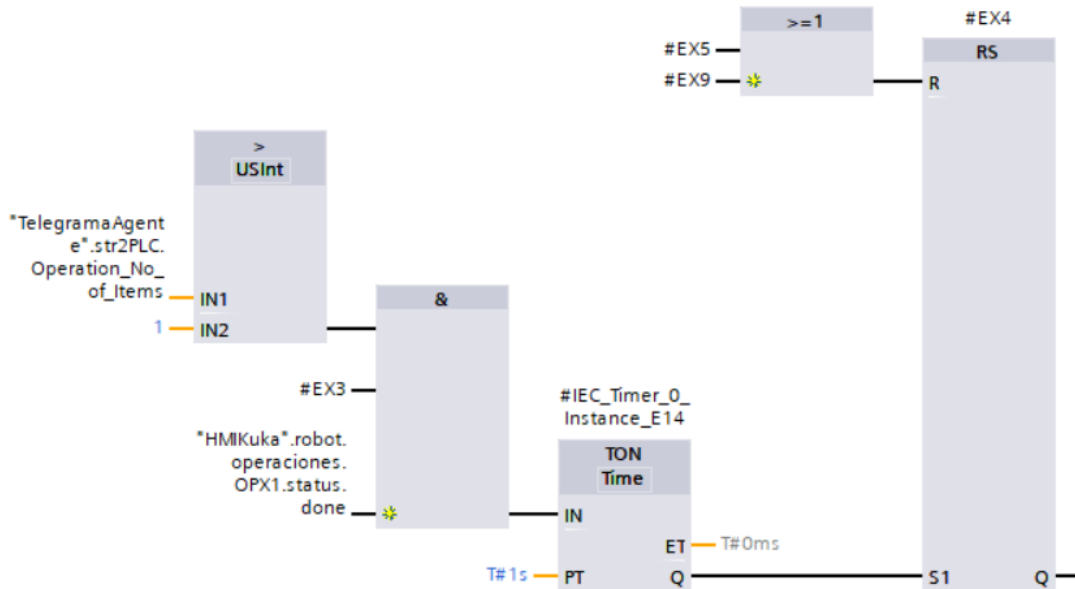 >=1
#EX4
#EX5
RS
#EX9
R
>
USInt
"TelegramaAgent
e".str2PLC.
Operation_No_
of_Items
IN1
&
1
IN2
#EX3
#IEC_Timer_0_
Instance_E14
"HMIKuka".robot.
operaciones.
OPX1.status.
done
TON
Time
IN
ET
T#0ms
T#1s
PT
Q
S1
Q